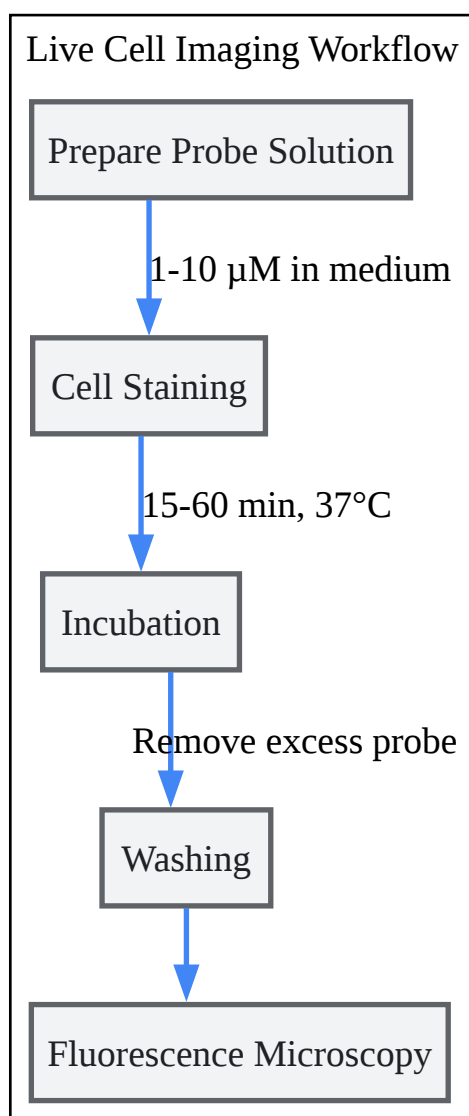 Live Cell Imaging Workflow
Prepare Probe Solution
1-10 µM in medium
Cell Staining
15-60 min, 37°C
Incubation
Remove excess probe
Washing
Fluorescence Microscopy